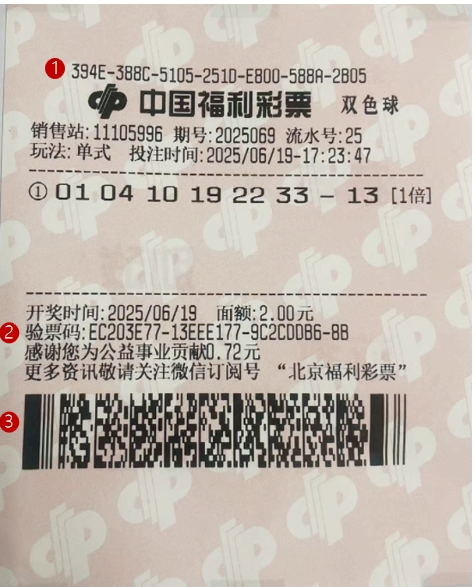 1 394E-388C-5105-251D-E800-588A-2B05
中国福利彩票 双色球
销售站:11105996 期号:2025069 流水号:25
玩法:单式 投注时间:2025/06/19-17:23:47
① 01 04 10 19 22 33 - 13 [1倍]
开奖时间:2025/06/19 面额:2.00元
2 验票码:EC203E77-13EEE177-9C2CDDB6-8B
感谢您为公益事业贡献0.72元
更多资讯敬请关注微信订阅号 “北京福利彩票”
3